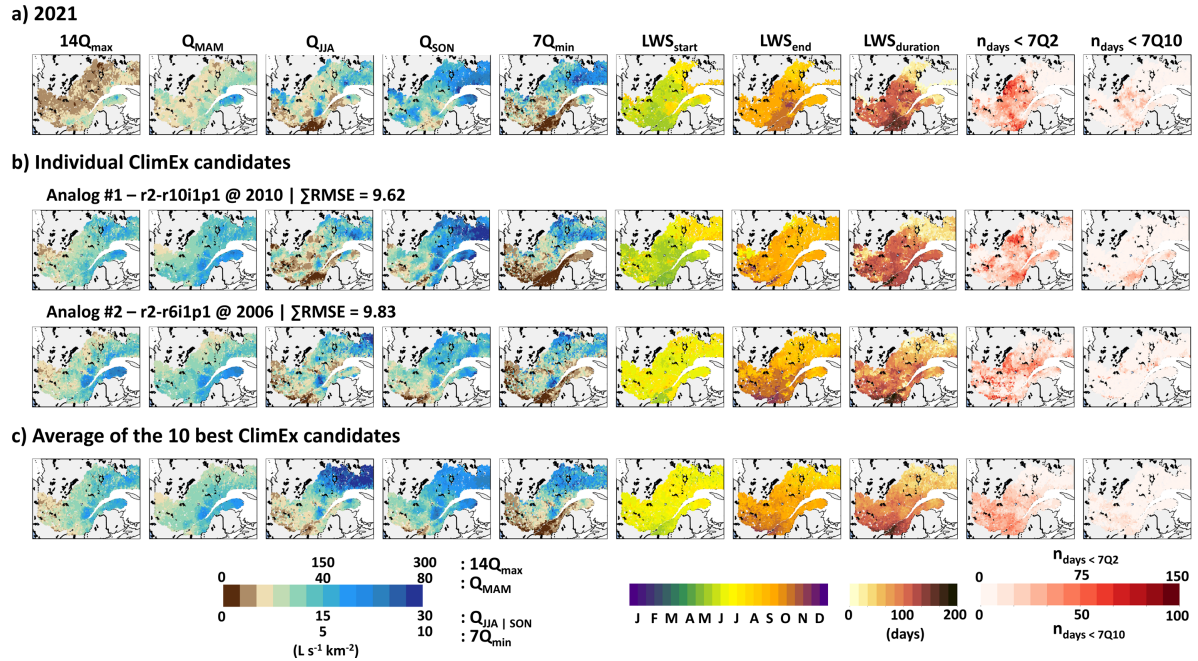 a) 2021
14Qmax QMAM QJJA QSON 7Qmin LWSstart LWSend LWSduration ndays < 7Q2 ndays < 7Q10
b) Individual ClimEx candidates
Analog #1 – r2-r10i1p1 @ 2010 | ∑RMSE = 9.62
Analog #2 – r2-r6i1p1 @ 2006 | ∑RMSE = 9.83
c) Average of the 10 best ClimEx candidates
0 150 300 : 14Qmax
40 80 : QMAM
0 15 30 : QJJA | SON
5 10 : 7Qmin
(L s-1 km-2)
J F M A M J J A S O N D
0 100 200
(days)
ndays < 7Q2
0 75 150
0 50 100
ndays < 7Q10